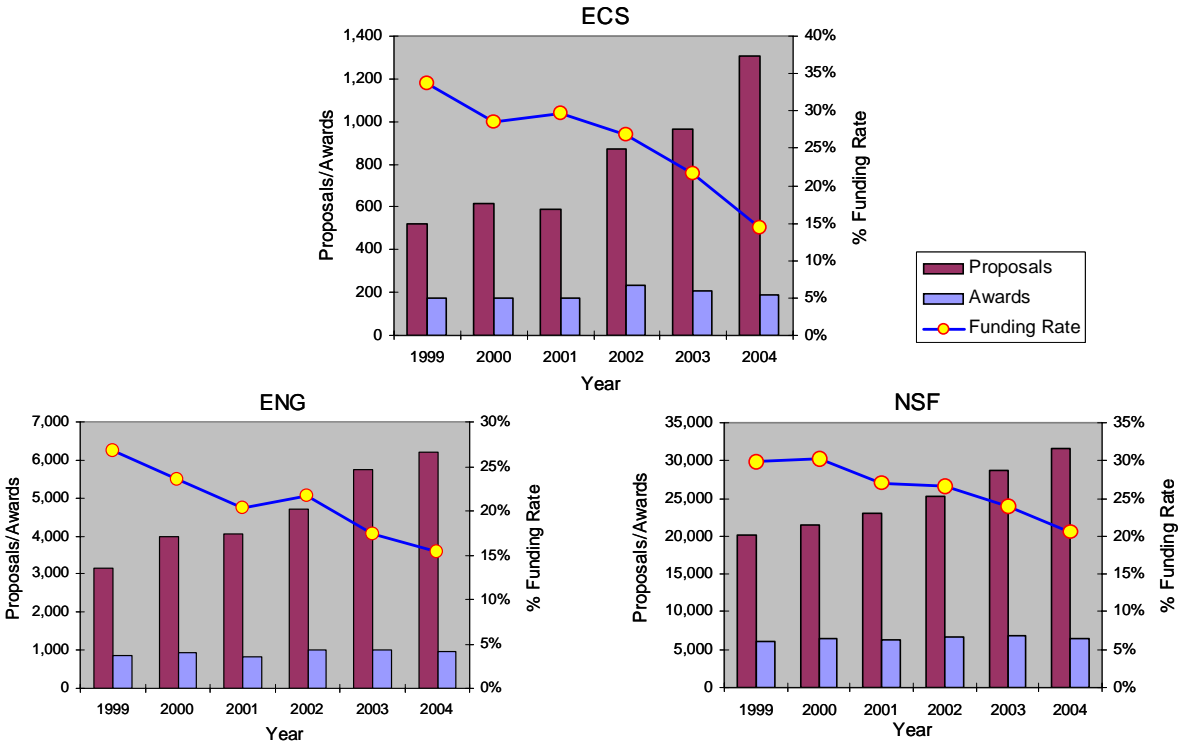 ECS
1,400
1,200
1,000
800
600
400
200
0
Proposals/Awards
40%
35%
30%
25%
20%
15%
10%
5%
0%
% Funding Rate
1999 2000 2001 2002 2003 2004
Year
Proposals
Awards
Funding Rate
ENG
7,000
6,000
5,000
4,000
3,000
2,000
1,000
0
Proposals/Awards
30%
25%
20%
15%
10%
5%
0%
% Funding Rate
1999 2000 2001 2002 2003 2004
Year
NSF
35,000
30,000
25,000
20,000
15,000
10,000
5,000
0
Proposals/Awards
35%
30%
25%
20%
15%
10%
5%
0%
% Funding Rate
1999 2000 2001 2002 2003 2004
Year